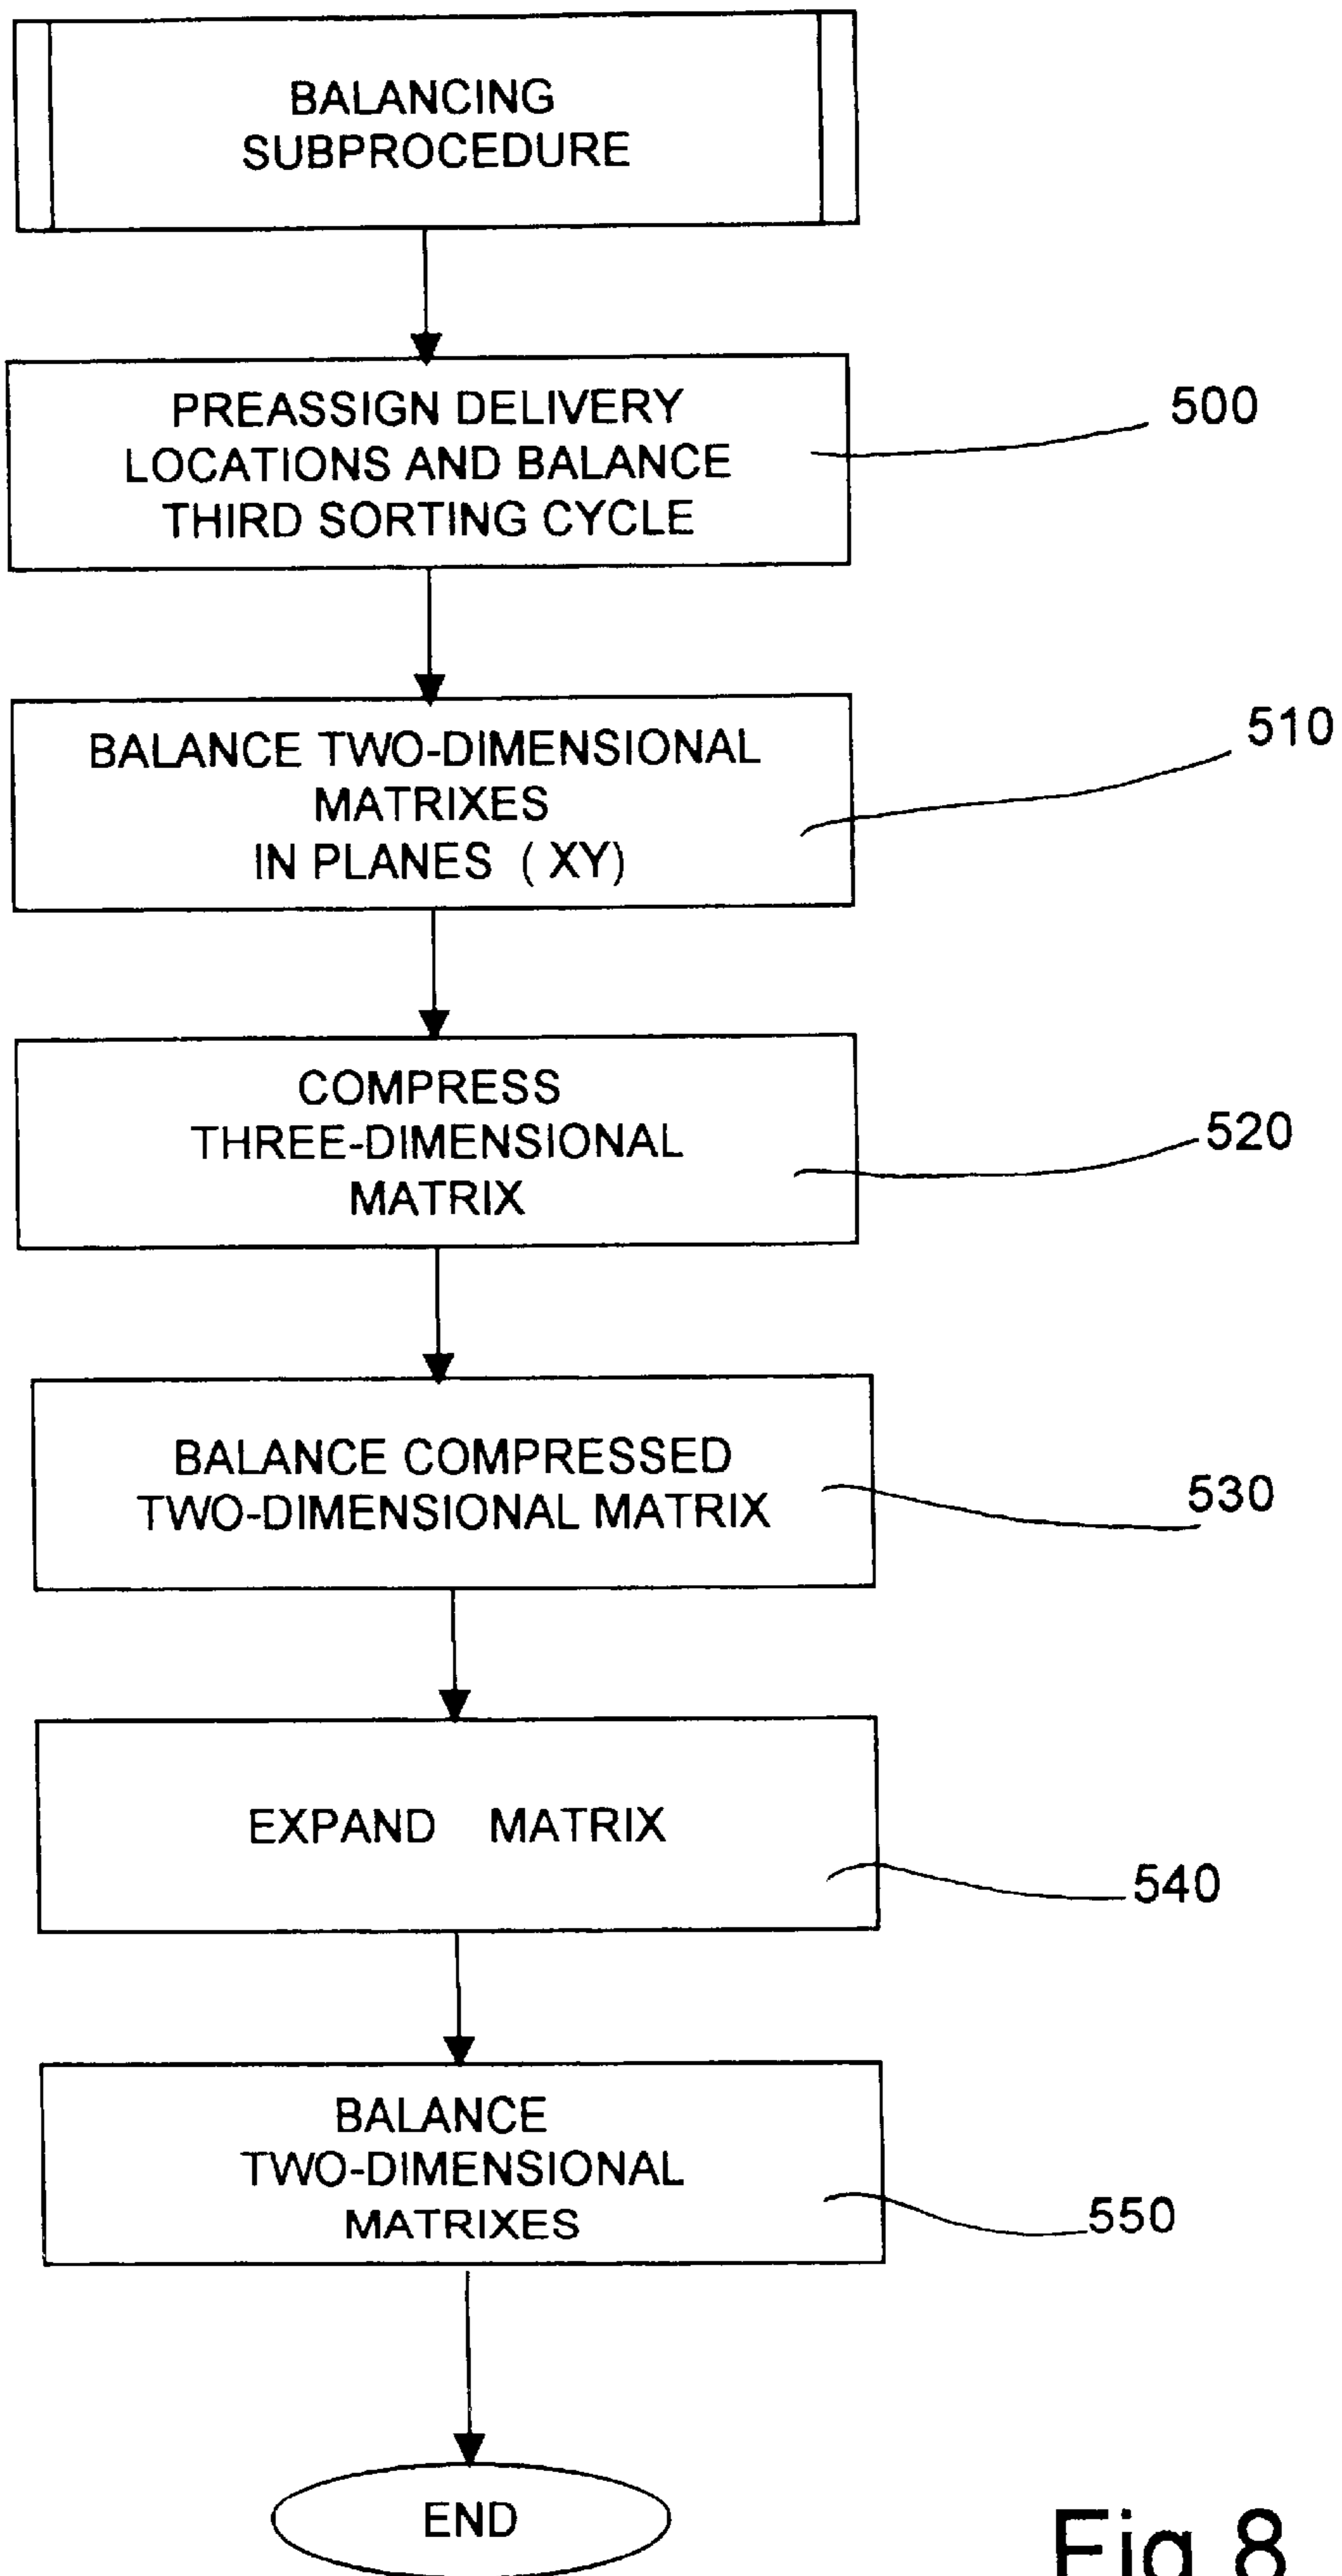 BALANCING
SUBPROCEDURE
PREASSIGN DELIVERY
LOCATIONS AND BALANCE
THIRD SORTING CYCLE
500
BALANCE TWO-DIMENSIONAL
MATRIXES
IN PLANES ( XY)
510
COMPRESS
THREE-DIMENSIONAL
MATRIX
520
BALANCE COMPRESSED
TWO-DIMENSIONAL MATRIX
530
EXPAND MATRIX
540
BALANCE
TWO-DIMENSIONAL
MATRIXES
550
END
Fig 8